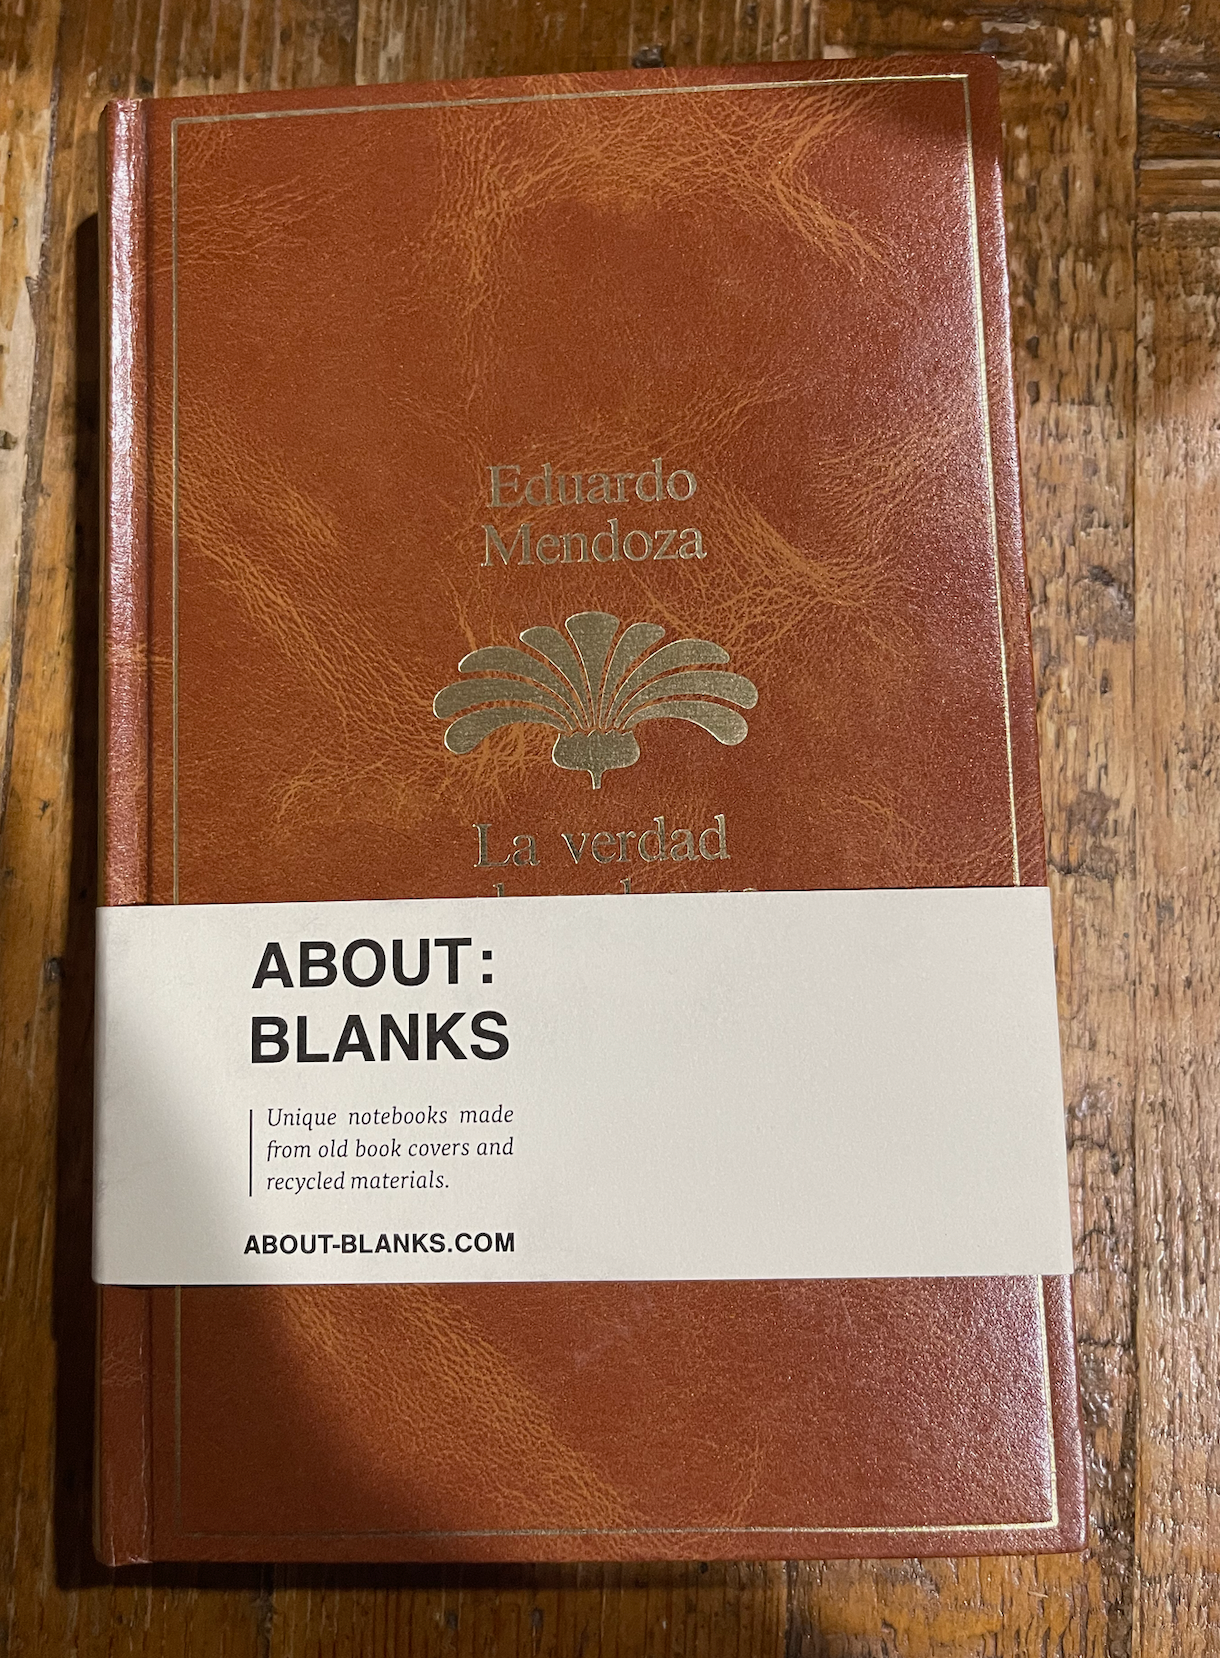 Eduardo
Mendoza
La verdad
ABOUT:
BLANKS
Unique notebooks made
from old book covers and
recycled materials.
ABOUT-BLANKS.COM